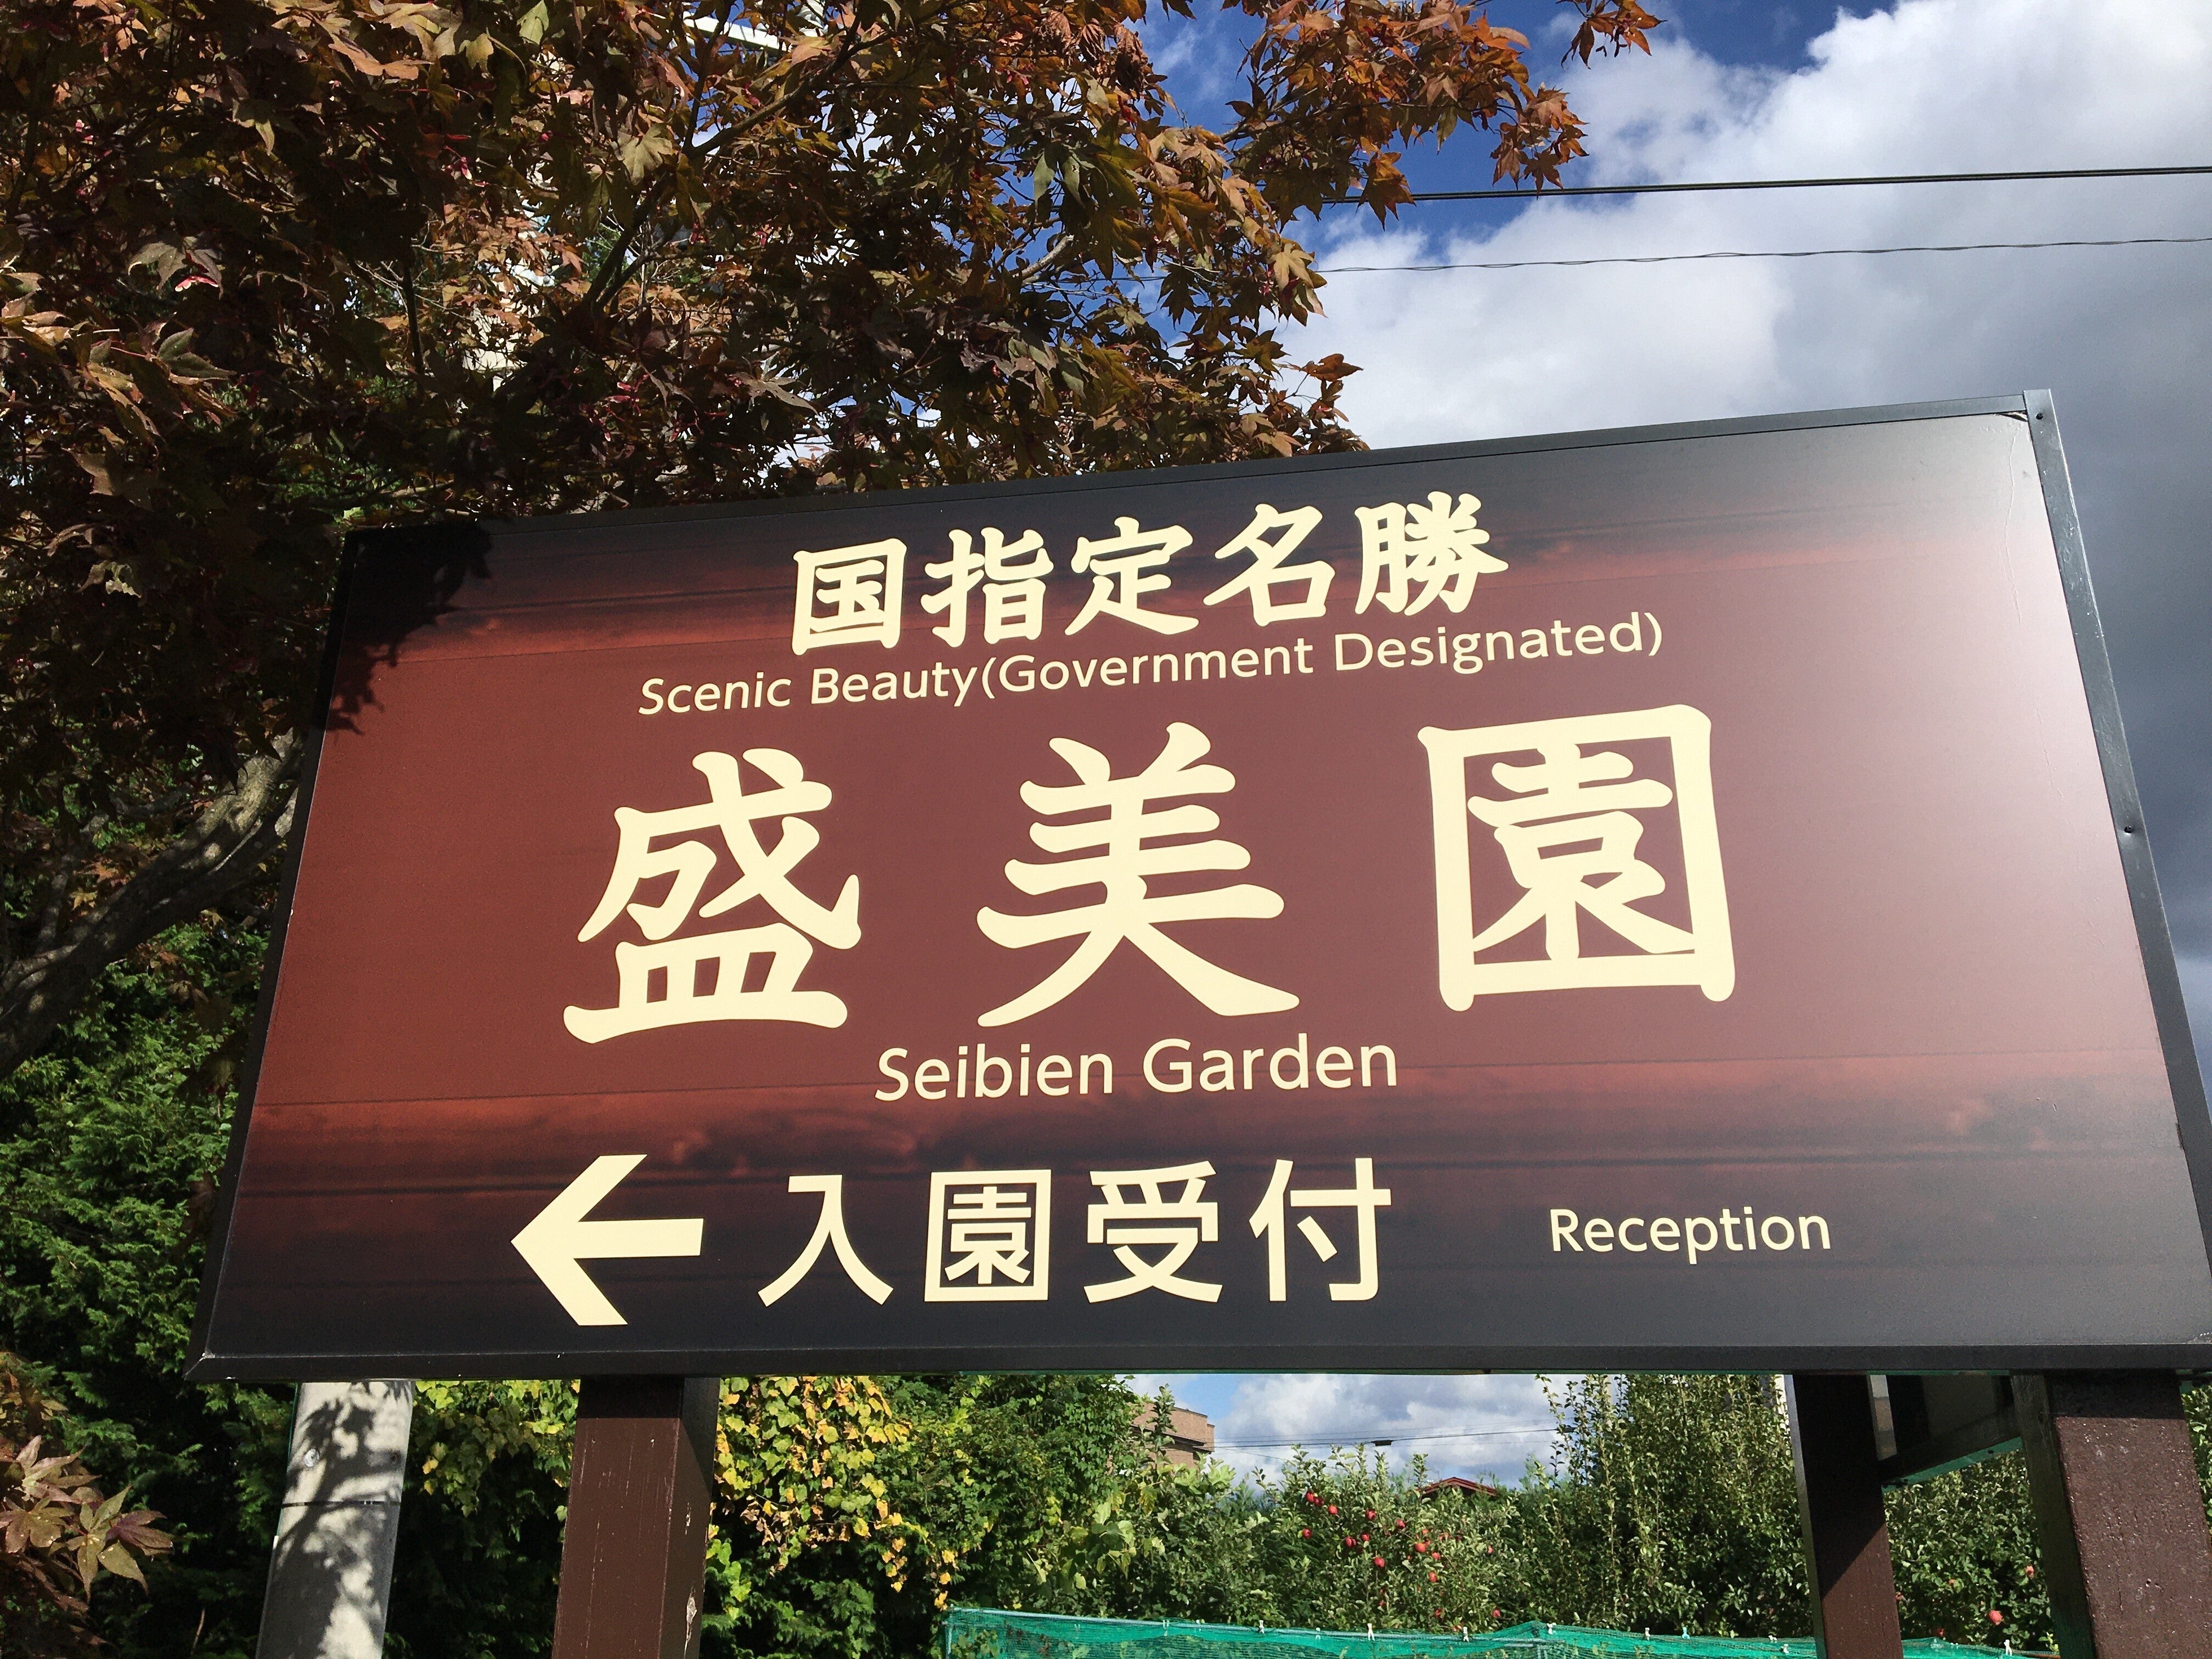 国指定名勝
Scenic Beauty(Government Designated)
盛美園
Seibien Garden
← 入園受付 Reception